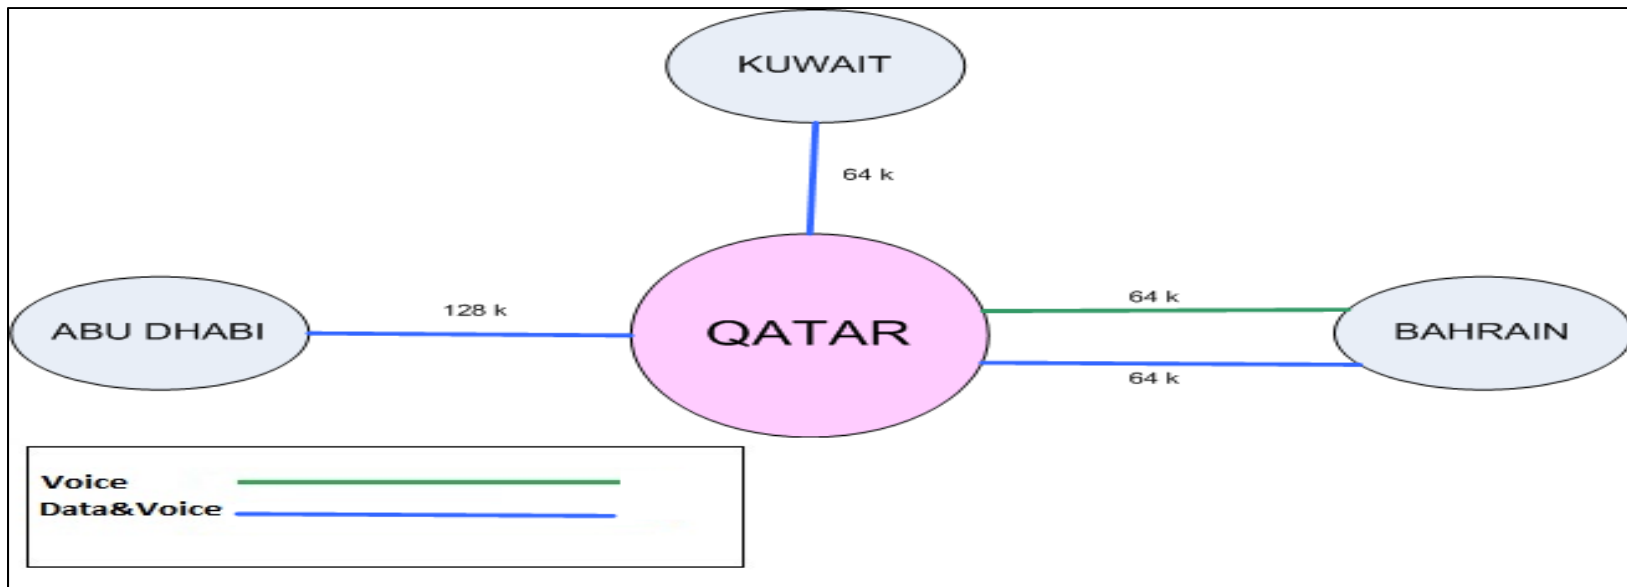 KUWAIT
64 k
ABU DHABI
128 k
QATAR
64 k
64 k
BAHRAIN
Voice
Data&Voice